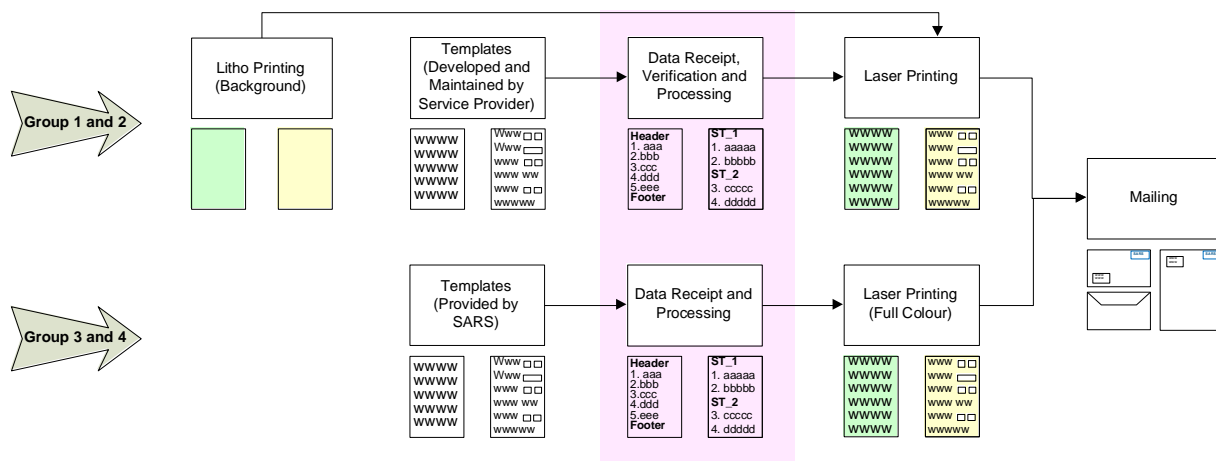 Group 1 and 2
Litho Printing
(Background)
Templates
(Developed and
Maintained by
Service Provider)
WWWW
WWWW
WWWW
WWWW
WWWW
Www
Www
www
www ww
www
wwwww
Data Receipt,
Verification and
Processing
Header
1. aaa
2.bbb
3.ccc
4.ddd
5.eee
Footer
ST_1
1. aaaaa
2. bbbbb
ST_2
3. ccccc
4. ddddd
Laser Printing
WWWW
WWWW
WWWW
WWWW
WWWW
WWWW
www
www
www
www ww
www
wwwww
Mailing
SARS
SARS
Group 3 and 4
Templates
(Provided by
SARS)
WWWW
WWWW
WWWW
WWWW
WWWW
Www
Www
www
www ww
www
wwwww
Data Receipt and
Processing
Header
1. aaa
2.bbb
3.ccc
4.ddd
5.eee
Footer
ST_1
1. aaaaa
2. bbbbb
ST_2
3. ccccc
4. ddddd
Laser Printing
(Full Colour)
WWWW
WWWW
WWWW
WWWW
WWWW
WWWW
www
www
www
www ww
www
wwwww